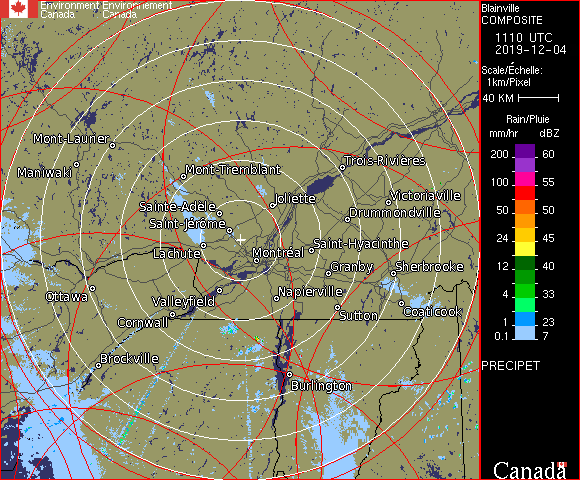 Environment Environnement
Canada Canada
Blainville
COMPOSITE
1110 UTC
2019-12-04
Scale/Échelle:
1km/Pixel
40 KM
Rain/Pluie
mm/hr dBZ
200 60
100 55
50 50
24 45
12 40
4 33
1 23
0.1 7
PRECIPET
Canada
Mont-Laurier
Maniwaki
Mont-Tremblant
Trois-Rivières
Sainte-Adèle
Joliette
Victoriaville
Drummondville
Saint-Jérôme
Lachute
Montréal
Saint-Hyacinthe
Granby
Sherbrooke
Ottawa
Valleyfield
Napierville
Cornwall
Sutton
Coaticook
Brockville
Burlington